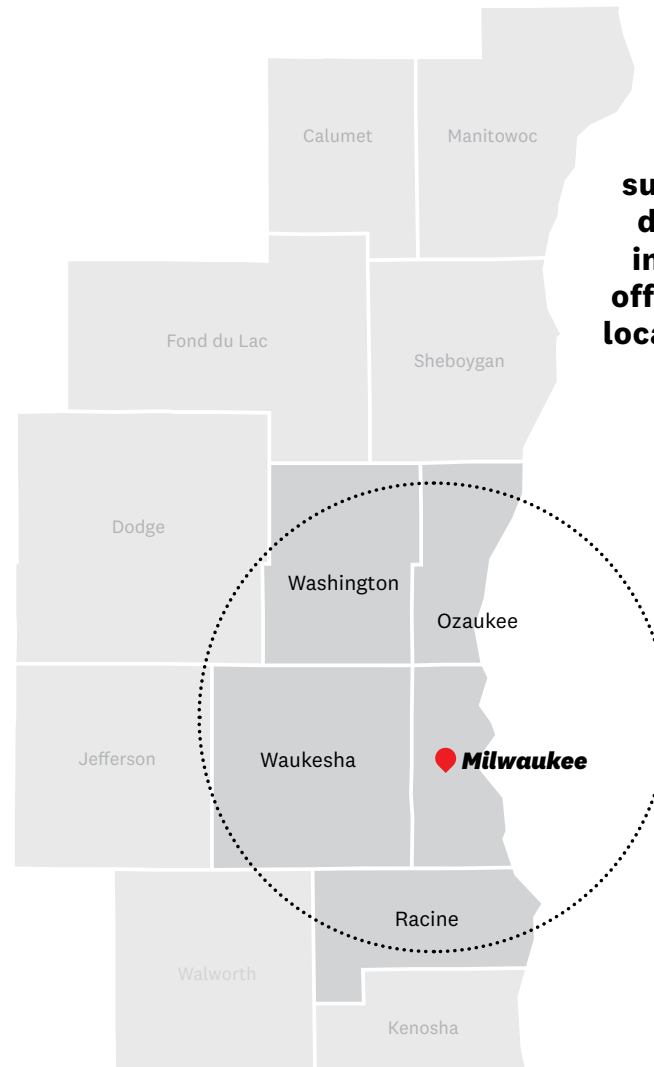 Calumet
Manitowoc
Fond du Lac
Sheboygan
Dodge
Washington
Ozaukee
Jefferson
Waukesha
Milwaukee
Racine
Walworth
Kenosha